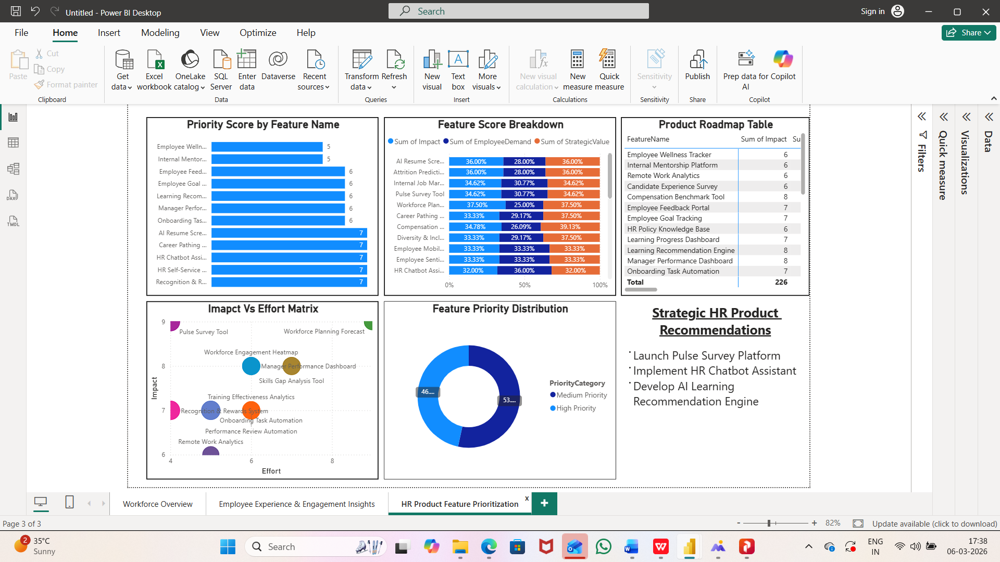 Untitled - Power BI Desktop
Search
Sign in
File
Home
Insert
Modeling
View
Optimize
Help
Share
Paste
Cut
Copy
Format painter
Clipboard
Get data
Excel workbook
OneLake catalog
SQL Server
Enter data
Dataverse
Recent sources
Data
Transform data
Refresh
Queries
New visual
Text box
More visuals
Insert
New visual calculation
New measure
Quick measure
Calculations
Sensitivity
Sensitivity
Publish
Share
Prep data for AI
Copilot
Copilot
Priority Score by Feature Name
Employee Welln... 5
Internal Mentor... 5
Employee Feed... 6
Employee Goal ... 6
Learning Recom... 6
Manager Perfor... 6
Onboarding Tas... 6
AI Resume Scre... 7
Career Pathing ... 7
HR Chatbot Assi... 7
HR Self-Service ... 7
Recognition & R... 7
Feature Score Breakdown
Sum of Impact Sum of EmployeeDemand Sum of StrategicValue
AI Resume Scre... 36.00% 28.00% 36.00%
Attrition Predicti... 36.00% 28.00% 36.00%
Internal Job Mar... 34.62% 30.77% 34.62%
Pulse Survey Tool 34.62% 30.77% 34.62%
Workforce Plan... 37.50% 25.00% 37.50%
Career Pathing ... 33.33% 29.17% 37.50%
Compensation ... 34.78% 26.09% 39.13%
Diversity & Incl... 33.33% 29.17% 37.50%
Employee Mobil... 33.33% 33.33% 33.33%
Employee Senti... 33.33% 33.33% 33.33%
HR Chatbot Assi... 32.00% 36.00% 32.00%
0% 50% 100%
Product Roadmap Table
FeatureName Sum of Impact Su
Employee Wellness Tracker 6
Internal Mentorship Platform 6
Remote Work Analytics 6
Candidate Experience Survey 6
Compensation Benchmark Tool 8
Employee Feedback Portal 7
Employee Goal Tracking 7
HR Policy Knowledge Base 6
Learning Progress Dashboard 7
Learning Recommendation Engine 8
Manager Performance Dashboard 8
Onboarding Task Automation 7
Total 226
Imapct Vs Effort Matrix
9
Pulse Survey Tool
Workforce Planning Forecast
Workforce Engagement Heatmap
8
Manager Performance Dashboard
Skills Gap Analysis Tool
Impact
Training Effectiveness Analytics
7
Recognition & Rewards System
Onboarding Task Automation
Performance Review Automation
Remote Work Analytics
6
4 6 8
Effort
Feature Priority Distribution
46....
53....
PriorityCategory
Medium Priority
High Priority
Strategic HR Product
Recommendations
· Launch Pulse Survey Platform
· Implement HR Chatbot Assistant
· Develop AI Learning
Recommendation Engine
Filters
Quick measure
Visualizations
Data
DAX
TMDL
Workforce Overview
Employee Experience & Engagement Insights
HR Product Feature Prioritization
x
+
Page 3 of 3
- + 82%
Update available (click to download)
2
35°C
Sunny
Search
ENG
IN
17:38
06-03-2026